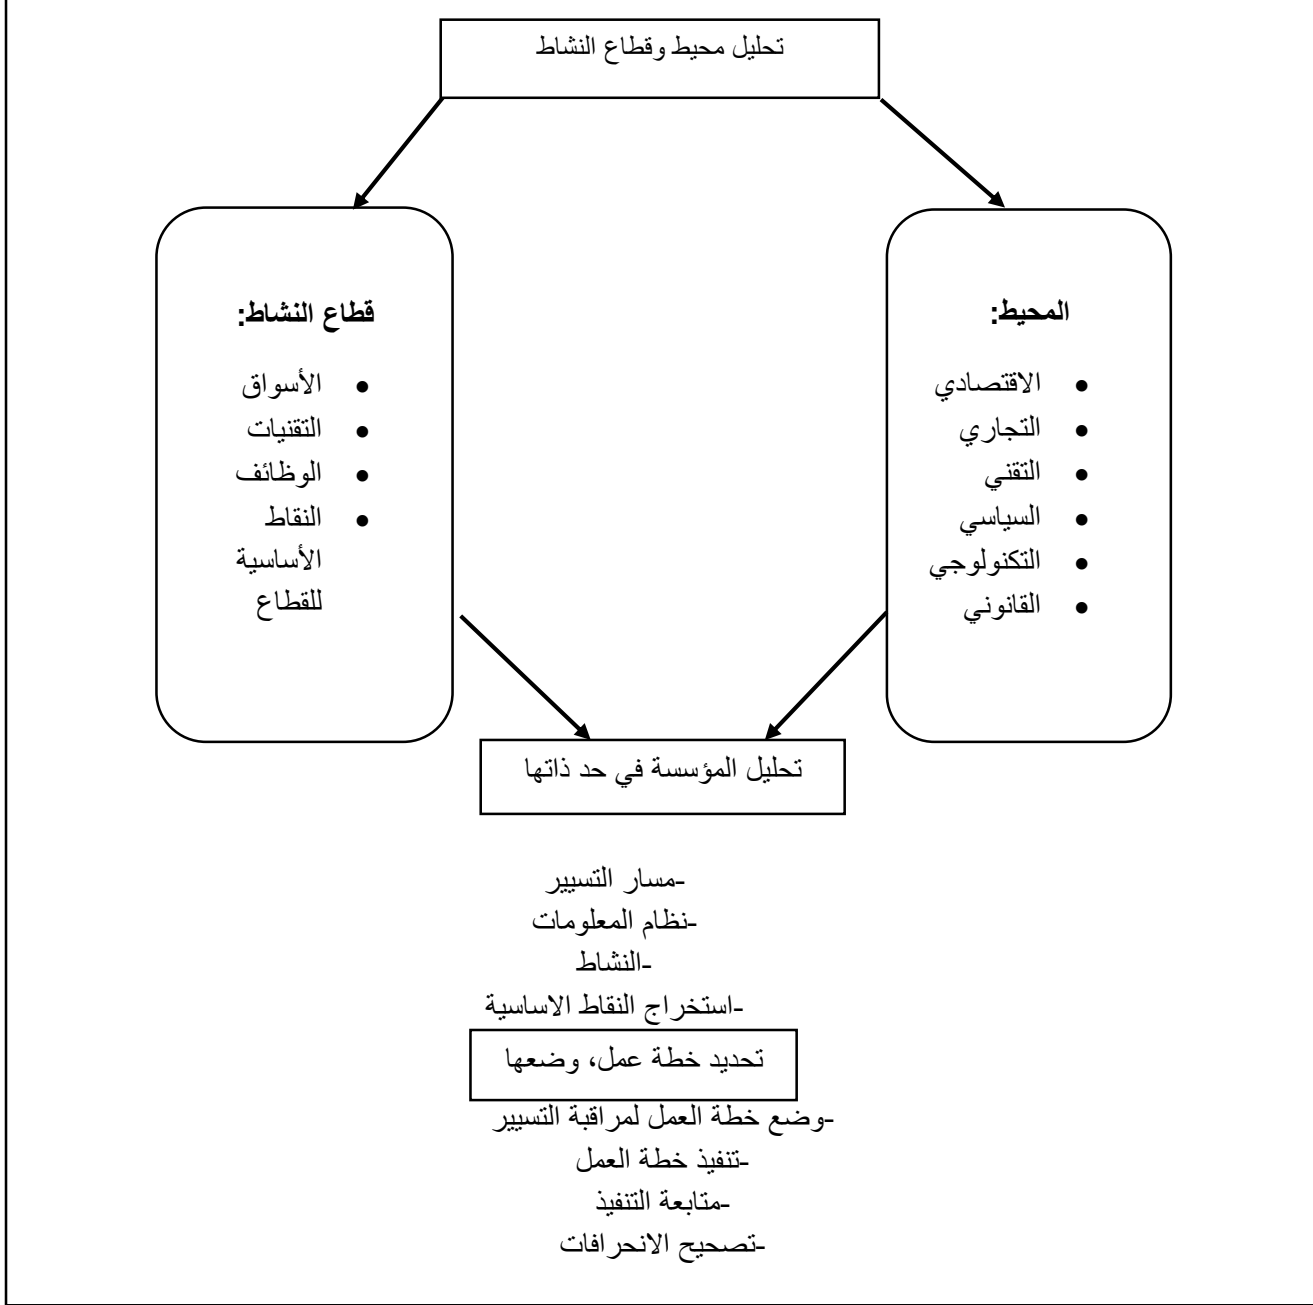 تحليل محيط وقطاع النشاط
المحيط:
• الاقتصادي
• التجاري
• التقني
• السياسي
• التكنولوجي
• القانوني
قطاع النشاط:
• الأسواق
• التقنيات
• الوظائف
• النقاط
الأساسية
للقطاع
تحليل المؤسسة في حد ذاتها
-مسار التسيير
-نظام المعلومات
-النشاط
-استخراج النقاط الاساسية
تحديد خطة عمل، وضعها
-وضع خطة العمل لمراقبة التسيير
-تنفيذ خطة العمل
-متابعة التنفيذ
-تصحيح الانحرافات